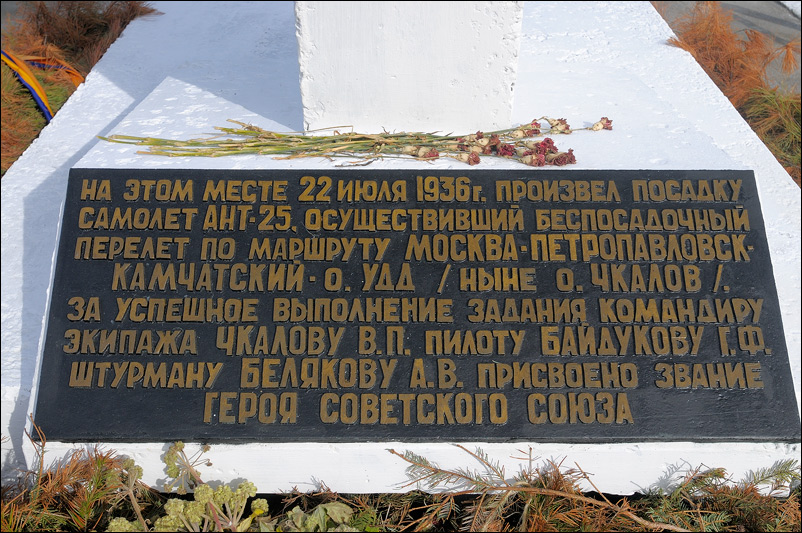 НА ЭТОМ МЕСТЕ 22 ИЮЛЯ 1936 г. ПРОИЗВЕЛ ПОСАДКУ
САМОЛЕТ АНТ-25, ОСУЩЕСТВИВШИЙ БЕСПОСАДОЧНЫЙ
ПЕРЕЛЕТ ПО МАРШРУТУ МОСКВА-ПЕТРОПАВЛОВСК-
КАМЧАТСКИЙ - о. УДД / НЫНЕ о. ЧКАЛОВ /.
ЗА УСПЕШНОЕ ВЫПОЛНЕНИЕ ЗАДАНИЯ КОМАНДИРУ
ЭКИПАЖА ЧКАЛОВУ В.П. ПИЛОТУ БАЙДУКОВУ Г.Ф.
ШТУРМАНУ БЕЛЯКОВУ А.В. ПРИСВОЕНО ЗВАНИЕ
ГЕРОЯ СОВЕТСКОГО СОЮЗА